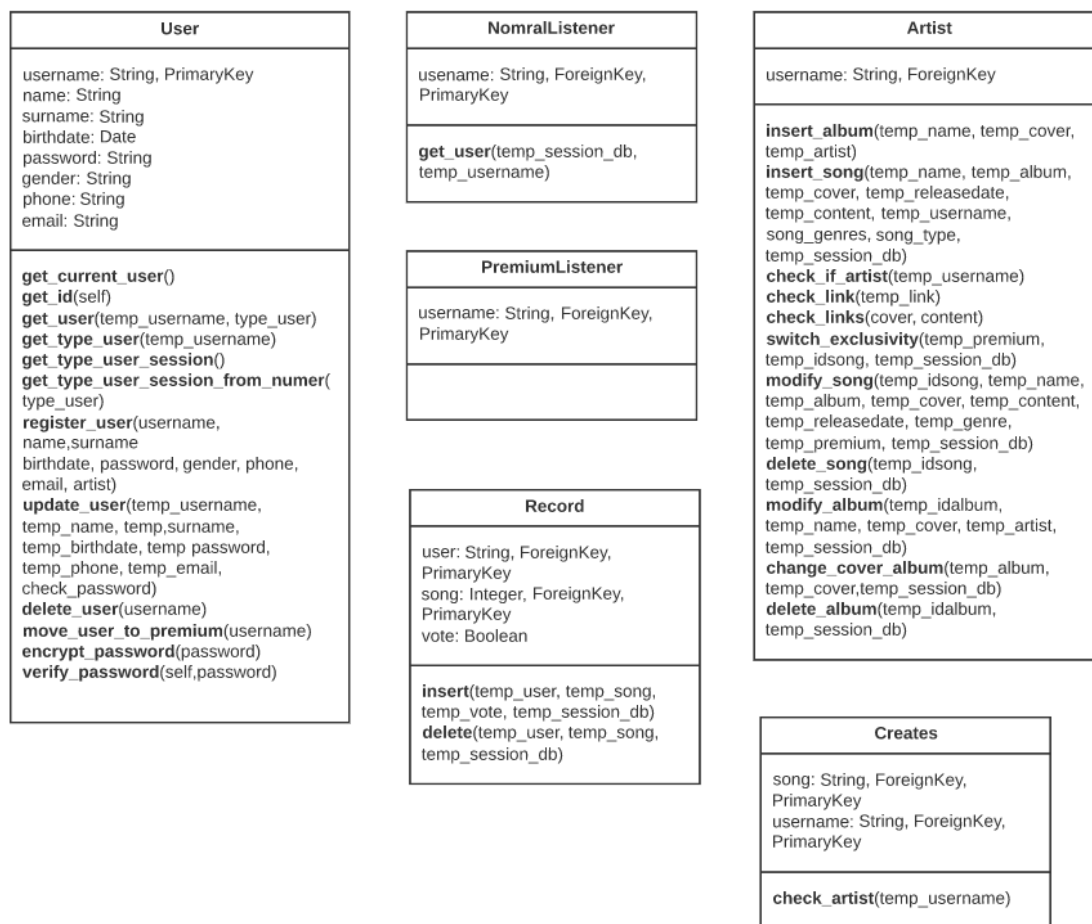 User
username: String, PrimaryKey
name: String
surname: String
birthdate: Date
password: String
gender: String
phone: String
email: String
get_current_user()
get_id(self)
get_user(temp_username, type_user)
get_type_user(temp_username)
get_type_user_session()
get_type_user_session_from_numer(
type_user)
register_user(username,
name,surname
birthdate, password, gender, phone,
email, artist)
update_user(temp_username,
temp_name, temp,surname,
temp_birthdate, temp password,
temp_phone, temp_email,
check_password)
delete_user(username)
move_user_to_premium(username)
encrypt_password(password)
verify_password(self,password)
NomralListener
usename: String, ForeignKey,
PrimaryKey
get_user(temp_session_db,
temp_username)
PremiumListener
username: String, ForeignKey,
PrimaryKey
Record
user: String, ForeignKey,
PrimaryKey
song: Integer, ForeignKey,
PrimaryKey
vote: Boolean
insert(temp_user, temp_song,
temp_vote, temp_session_db)
delete(temp_user, temp_song,
temp_session_db)
Artist
username: String, ForeignKey
insert_album(temp_name, temp_cover,
temp_artist)
insert_song(temp_name, temp_album,
temp_cover, temp_releasedate,
temp_content, temp_username,
song_genres, song_type,
temp_session_db)
check_if_artist(temp_username)
check_link(temp_link)
check_links(cover, content)
switch_exclusivity(temp_premium,
temp_idsong, temp_session_db)
modify_song(temp_idsong, temp_name,
temp_album, temp_cover, temp_content,
temp_releasedate, temp_genre,
temp_premium, temp_session_db)
delete_song(temp_idsong,
temp_session_db)
modify_album(temp_idalbum,
temp_name, temp_cover, temp_artist,
temp_session_db)
change_cover_album(temp_album,
temp_cover,temp_session_db)
delete_album(temp_idalbum,
temp_session_db)
Creates
song: String, ForeignKey,
PrimaryKey
username: String, ForeignKey,
PrimaryKey
check_artist(temp_username)